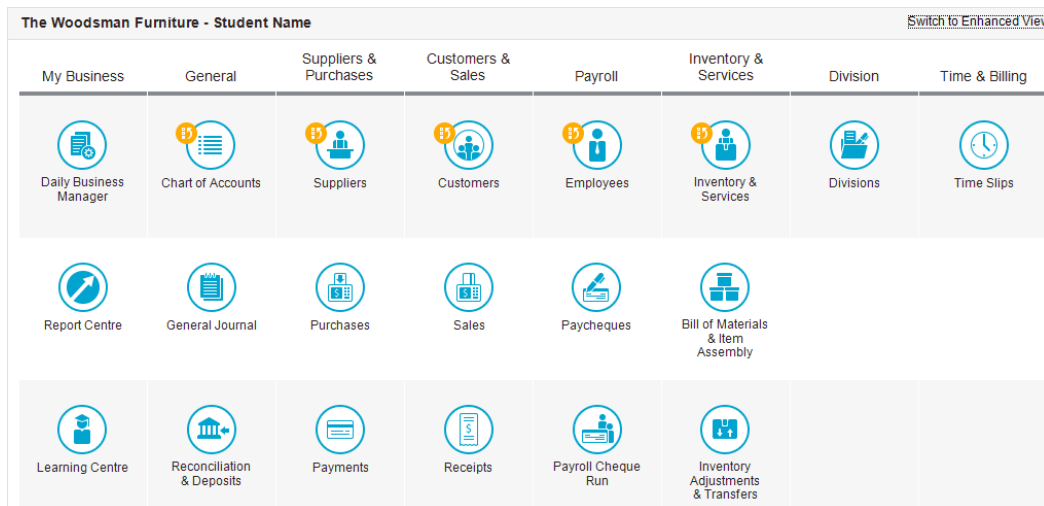 The Woodsman Furniture - Student Name
Switch to Enhanced View
My Business
General
Suppliers &
Purchases
Customers &
Sales
Payroll
Inventory &
Services
Division
Time & Billing
Daily Business
Manager
Chart of Accounts
Suppliers
Customers
Employees
Inventory &
Services
Divisions
Time Slips
Report Centre
General Journal
Purchases
Sales
Paycheques
Bill of Materials
& Item
Assembly
Learning Centre
Reconciliation
& Deposits
Payments
Receipts
Payroll Cheque
Run
Inventory
Adjustments
& Transfers